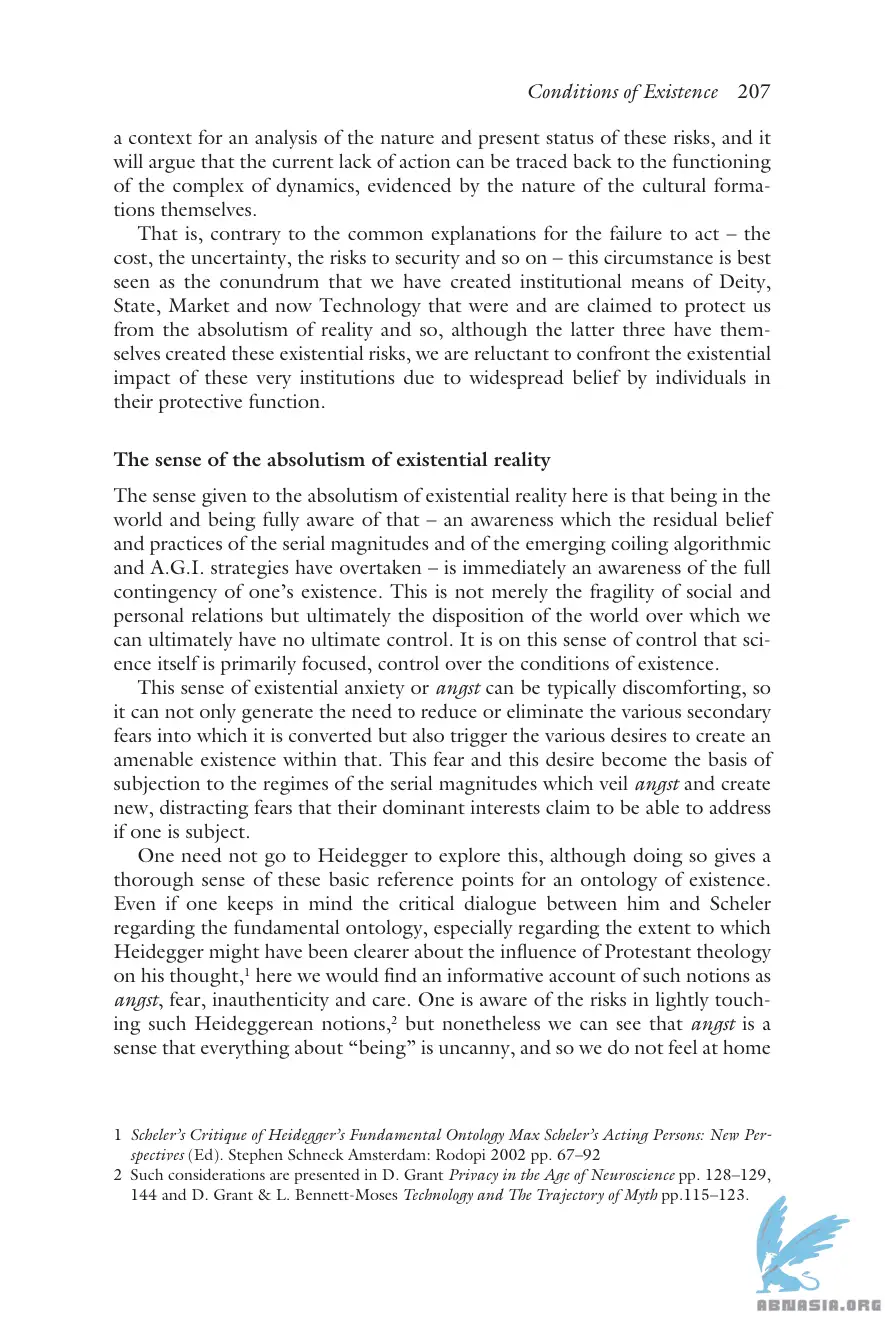 Conditions of Existence 207
a context for an analysis of the nature and present status of these risks, and it
will argue that the current lack of action can be traced back to the functioning
of the complex of dynamics, evidenced by the nature of the cultural forma-
tions themselves.
That is, contrary to the common explanations for the failure to act – the
cost, the uncertainty, the risks to security and so on – this circumstance is best
seen as the conundrum that we have created institutional means of Deity,
State, Market and now Technology that were and are claimed to protect us
from the absolutism of reality and so, although the latter three have them-
selves created these existential risks, we are reluctant to confront the existential
impact of these very institutions due to widespread belief by individuals in
their protective function.
The sense of the absolutism of existential reality
The sense given to the absolutism of existential reality here is that being in the
world and being fully aware of that – an awareness which the residual belief
and practices of the serial magnitudes and of the emerging coiling algorithmic
and A.G.I. strategies have overtaken – is immediately an awareness of the full
contingency of one’s existence. This is not merely the fragility of social and
personal relations but ultimately the disposition of the world over which we
can ultimately have no ultimate control. It is on this sense of control that sci-
ence itself is primarily focused, control over the conditions of existence.
This sense of existential anxiety or angst can be typically discomforting, so
it can not only generate the need to reduce or eliminate the various secondary
fears into which it is converted but also trigger the various desires to create an
amenable existence within that. This fear and this desire become the basis of
subjection to the regimes of the serial magnitudes which veil angst and create
new, distracting fears that their dominant interests claim to be able to address
if one is subject.
One need not go to Heidegger to explore this, although doing so gives a
thorough sense of these basic reference points for an ontology of existence.
Even if one keeps in mind the critical dialogue between him and Scheler
regarding the fundamental ontology, especially regarding the extent to which
Heidegger might have been clearer about the influence of Protestant theology
on his thought,¹ here we would find an informative account of such notions as
angst, fear, inauthenticity and care. One is aware of the risks in lightly touch-
ing such Heideggerean notions,² but nonetheless we can see that angst is a
sense that everything about “being” is uncanny, and so we do not feel at home
1 Scheler’s Critique of Heidegger’s Fundamental Ontology Max Scheler’s Acting Persons: New Per-
spectives (Ed). Stephen Schneck Amsterdam: Rodopi 2002 pp. 67–92
2 Such considerations are presented in D. Grant Privacy in the Age of Neuroscience pp. 128–129,
144 and D. Grant & L. Bennett-Moses Technology and The Trajectory of Myth pp.115–123.
ABNASIA.ORG